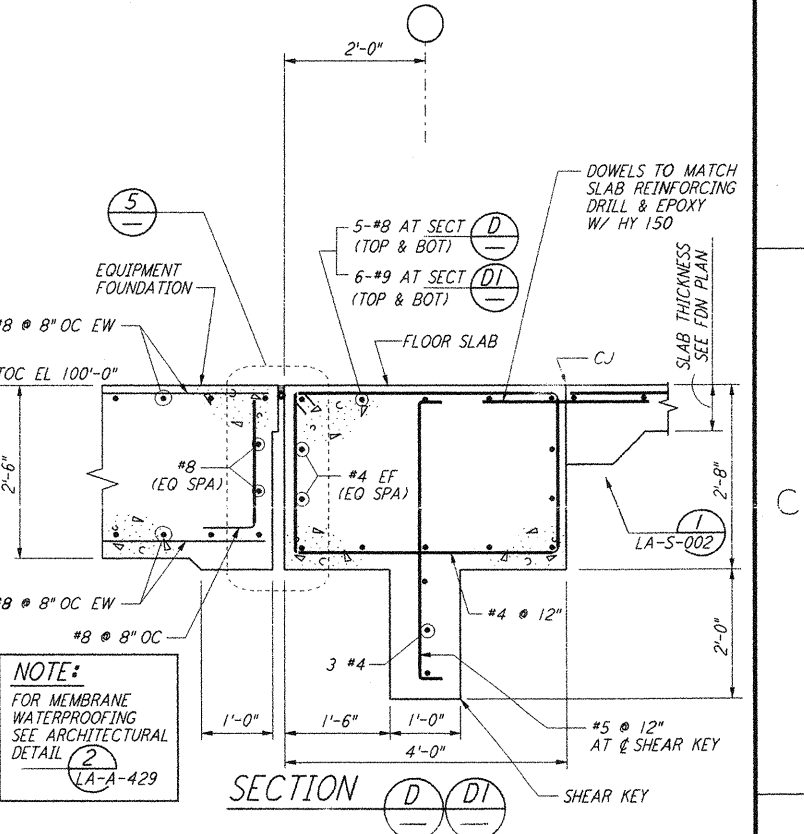 2'-0"
5
5-#8 AT SECT D
(TOP & BOT)
6-#9 AT SECT D1
(TOP & BOT)
DOWELS TO MATCH
SLAB REINFORCING
DRILL & EPOXY
W/ HY 150
SLAB THICKNESS
SEE FDN PLAN
EQUIPMENT
FOUNDATION
#8 @ 8" OC EW
FLOOR SLAB
CJ
TOC EL 100'-0"
2'-6"
#8
(EQ SPA)
#4 EF
(EQ SPA)
2'-8"
C
1
LA-S-002
#8 @ 8" OC EW
#8 @ 8" OC
#4 @ 12"
3 #4
2'-0"
NOTE:
FOR MEMBRANE
WATERPROOFING
SEE ARCHITECTURAL
DETAIL 2
LA-A-429
1'-0"
1'-6"
1'-0"
4'-0"
#5 @ 12"
AT ℄ SHEAR KEY
SHEAR KEY
SECTION D D1